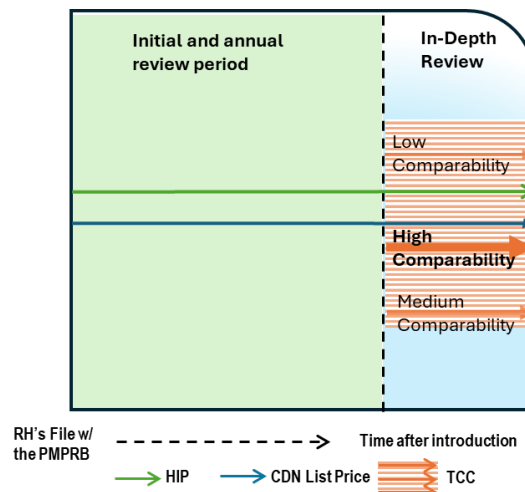 Initial and annual
review period
In-Depth
Review
Low
Comparability
High
Comparability
Medium
Comparability
RH's File w/
the PMPRB
Time after introduction
HIP
CDN List Price
TCC